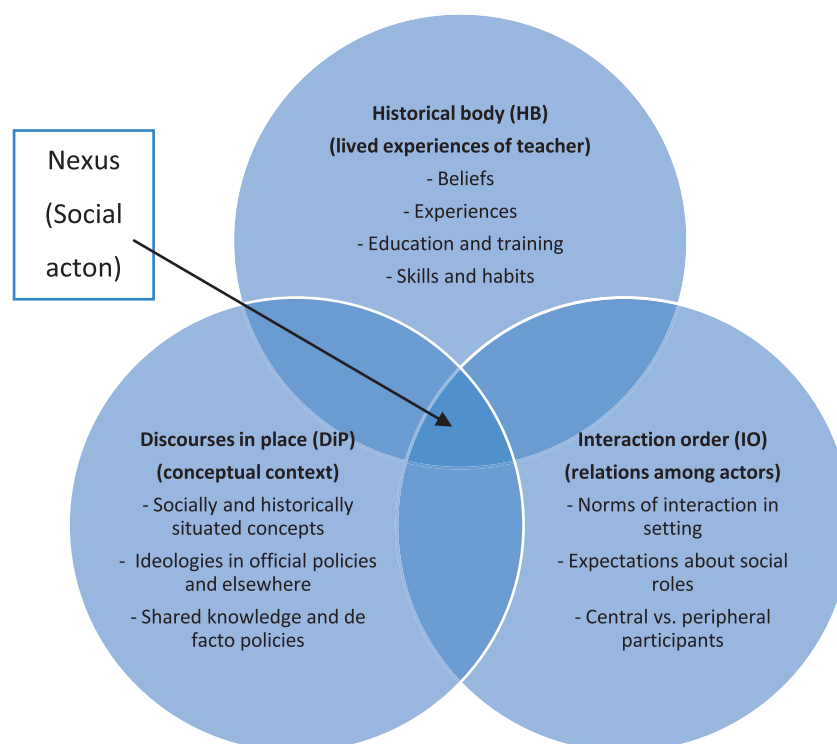 Nexus
(Social
acton)
Historical body (HB)
(lived experiences of teacher)
- Beliefs
- Experiences
- Education and training
- Skills and habits
Discourses in place (DiP)
(conceptual context)
- Socially and historically
situated concepts
- Ideologies in official policies
and elsewhere
- Shared knowledge and de
facto policies
Interaction order (IO)
(relations among actors)
- Norms of interaction in
setting
- Expectations about social
roles
- Central vs. peripheral
participants